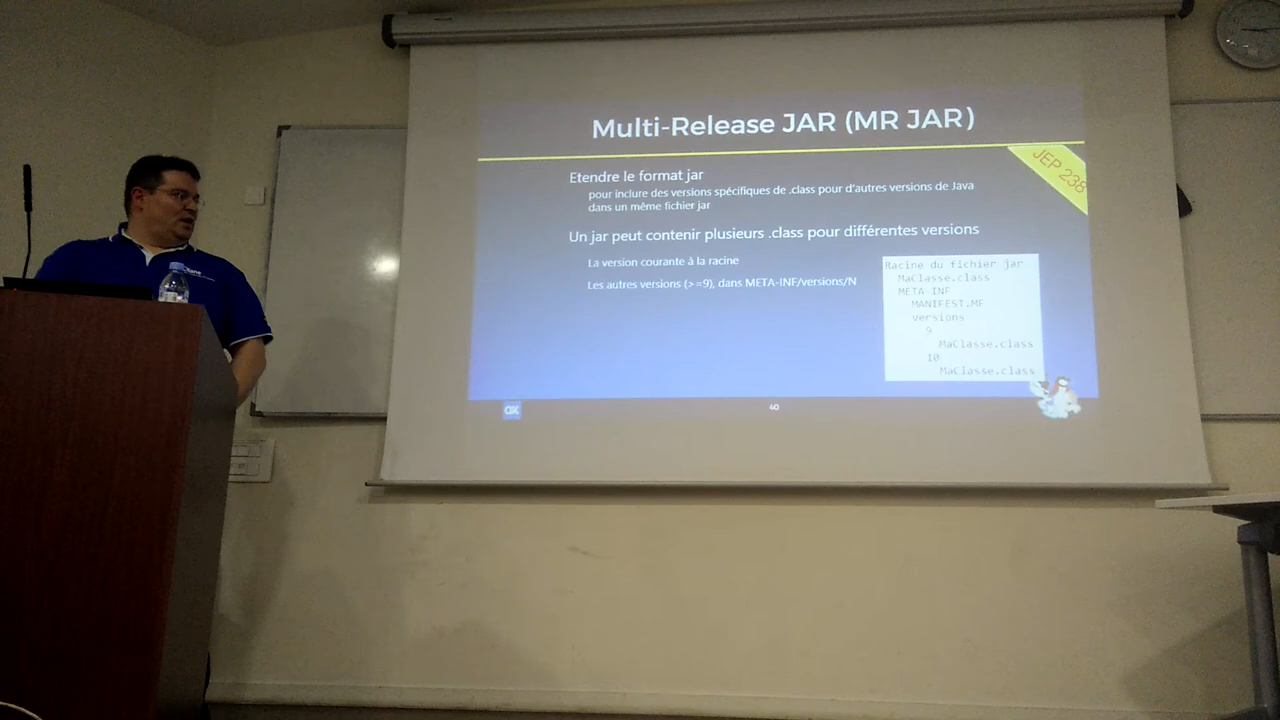 Multi-Release JAR (MR JAR)
JEP 238
Etendre le format jar
pour inclure des versions spécifiques de .class pour d'autres versions de Java
dans un même fichier jar
Un jar peut contenir plusieurs .class pour différentes versions
La version courante à la racine
Les autres versions (>=9), dans META-INF/versions/N
Racine du fichier jar
MaClasse.class
META-INF
MANIFEST.MF
versions
9
MaClasse.class
10
MaClasse.class
40